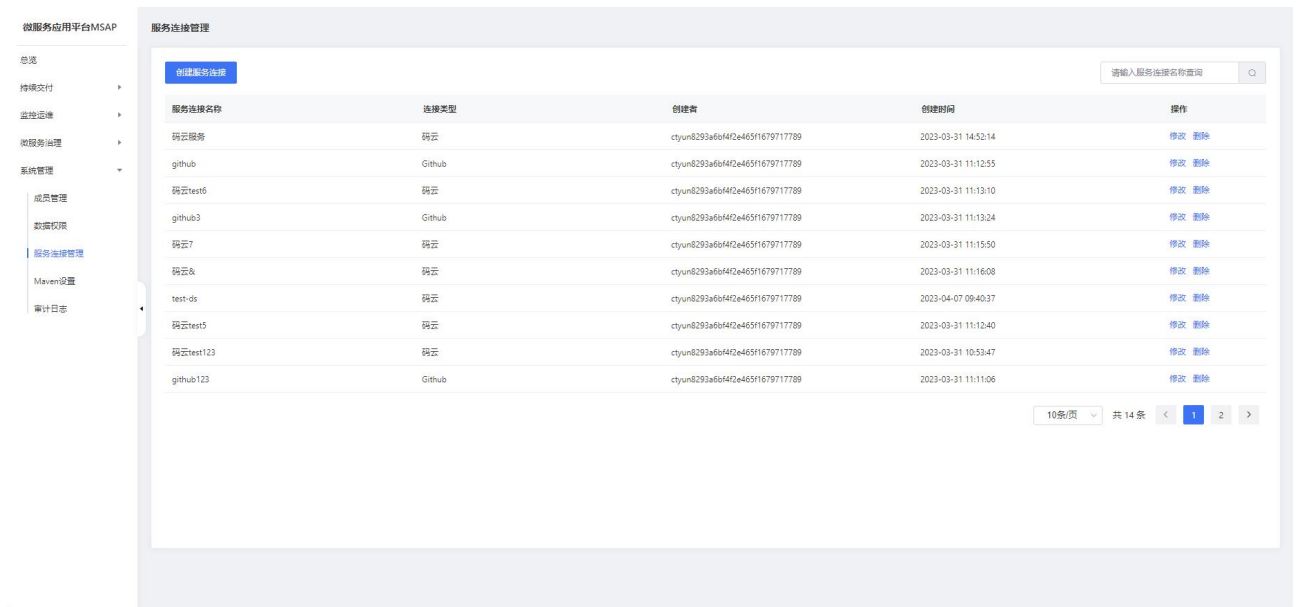 微服务应用平台MSAP
总览
持续交付
监控运维
微服务治理
系统管理
成员管理
数据权限
服务连接管理
Maven设置
审计日志
服务连接管理
创建服务连接
请输入服务连接名称查询
服务连接名称 连接类型 创建者 创建时间 操作
码云服务 码云 ctyun8293a6bf4f2e465f1679717789 2023-03-31 14:52:14 修改 删除
github Github ctyun8293a6bf4f2e465f1679717789 2023-03-31 11:12:55 修改 删除
码云test6 码云 ctyun8293a6bf4f2e465f1679717789 2023-03-31 11:13:10 修改 删除
github3 Github ctyun8293a6bf4f2e465f1679717789 2023-03-31 11:13:24 修改 删除
码云7 码云 ctyun8293a6bf4f2e465f1679717789 2023-03-31 11:15:50 修改 删除
码云& 码云 ctyun8293a6bf4f2e465f1679717789 2023-03-31 11:16:08 修改 删除
test-ds 码云 ctyun8293a6bf4f2e465f1679717789 2023-04-07 09:40:37 修改 删除
码云test5 码云 ctyun8293a6bf4f2e465f1679717789 2023-03-31 11:12:40 修改 删除
码云test123 码云 ctyun8293a6bf4f2e465f1679717789 2023-03-31 10:53:47 修改 删除
github123 Github ctyun8293a6bf4f2e465f1679717789 2023-03-31 11:11:06 修改 删除
10条/页 共 14 条 1 2